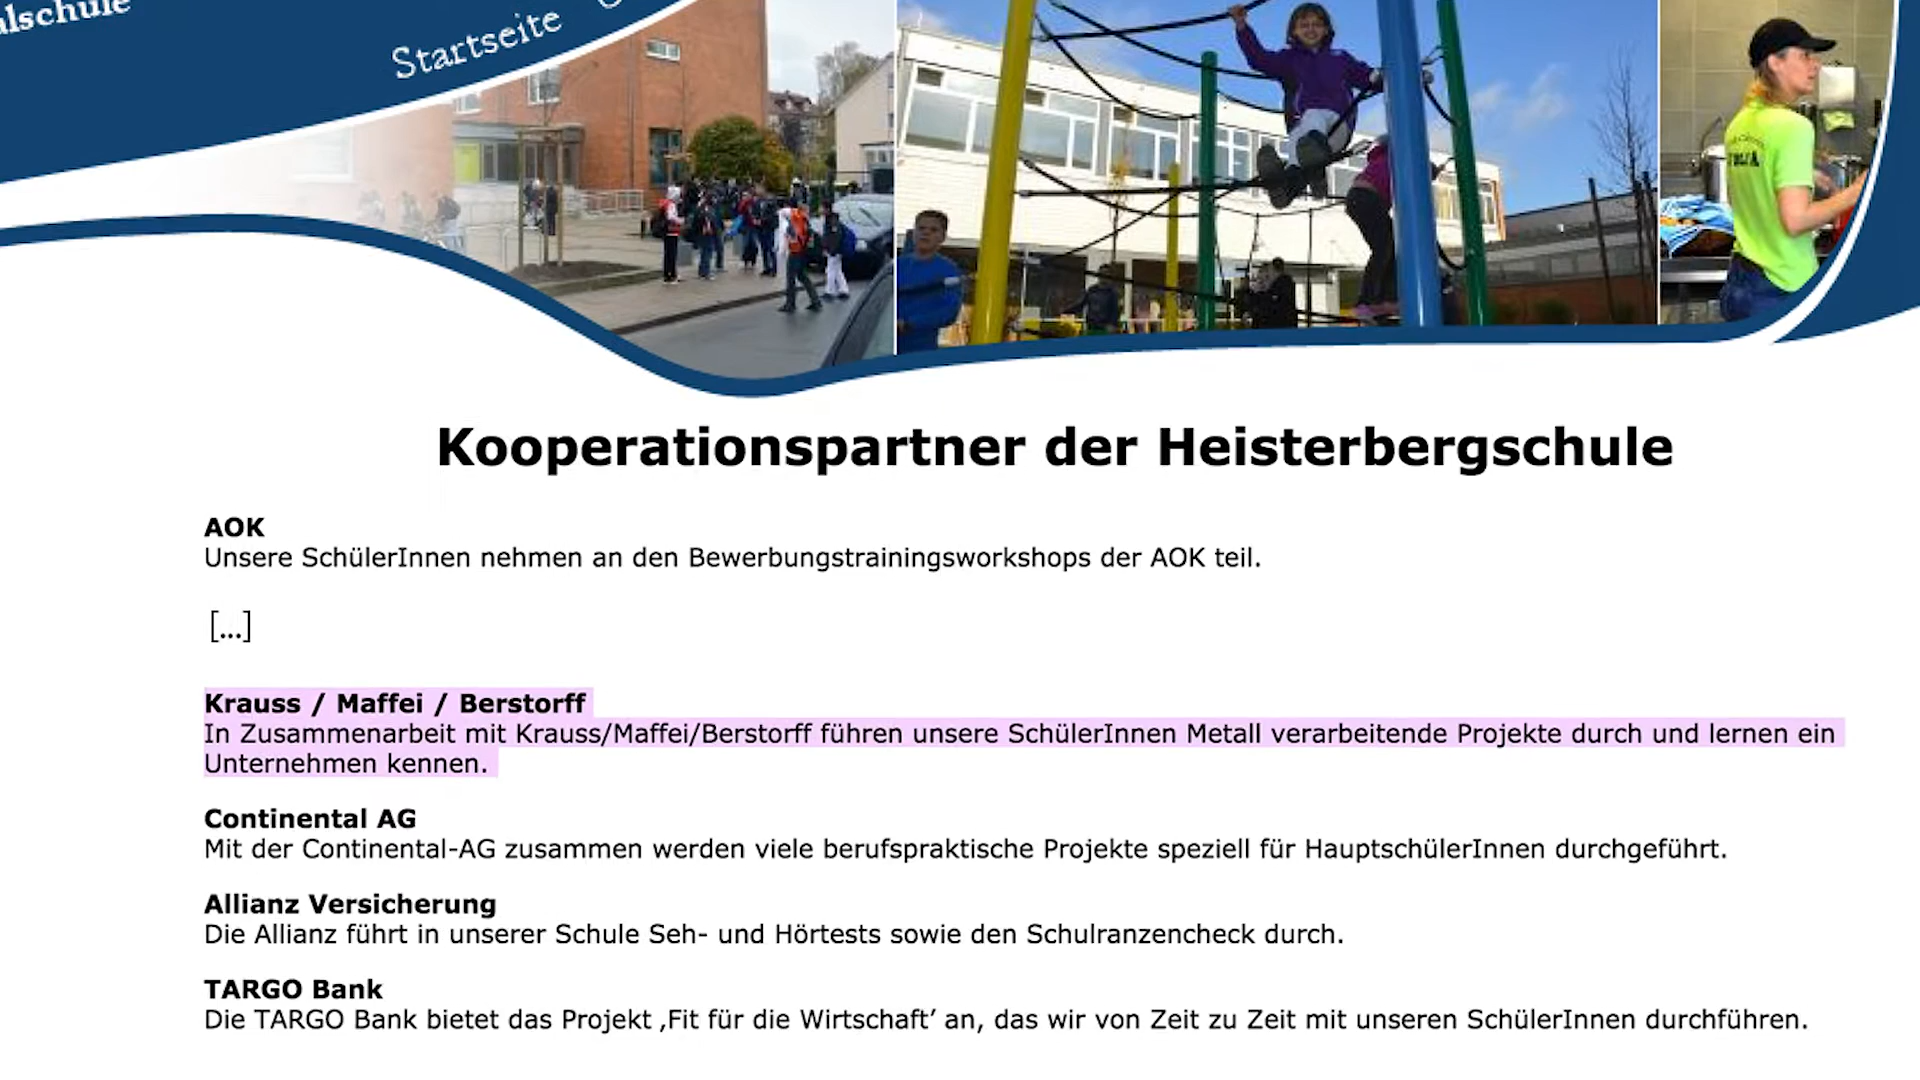 Startseite
Kooperationspartner der Heisterbergschule
AOK
Unsere SchülerInnen nehmen an den Bewerbungstrainingsworkshops der AOK teil.
[...]
Krauss / Maffei / Berstorff
In Zusammenarbeit mit Krauss/Maffei/Berstorff führen unsere SchülerInnen Metall verarbeitende Projekte durch und lernen ein
Unternehmen kennen.
Continental AG
Mit der Continental-AG zusammen werden viele berufspraktische Projekte speziell für HauptschülerInnen durchgeführt.
Allianz Versicherung
Die Allianz führt in unserer Schule Seh- und Hörtests sowie den Schulranzencheck durch.
TARGO Bank
Die TARGO Bank bietet das Projekt ‚Fit für die Wirtschaft’ an, das wir von Zeit zu Zeit mit unseren SchülerInnen durchführen.